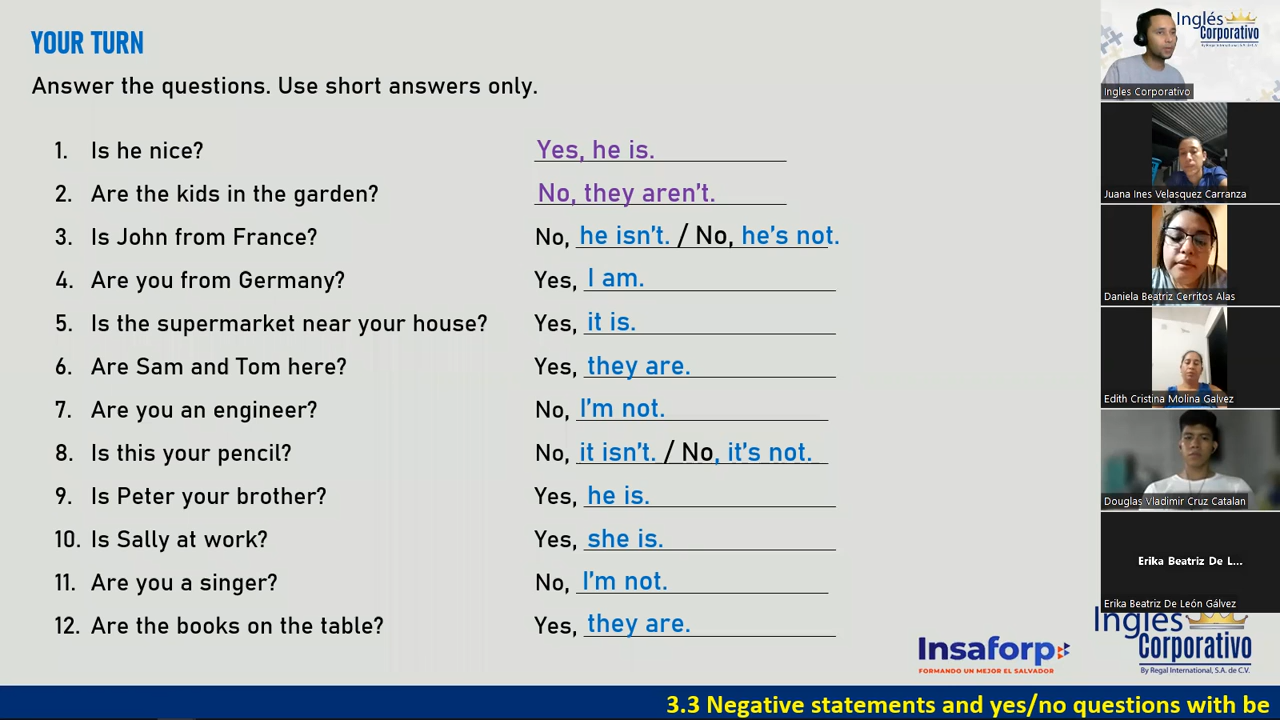 YOUR TURN
Answer the questions. Use short answers only.
1. Is he nice? Yes, he is.
2. Are the kids in the garden? No, they aren't.
3. Is John from France? No, he isn't. / No, he's not.
4. Are you from Germany? Yes, I am.
5. Is the supermarket near your house? Yes, it is.
6. Are Sam and Tom here? Yes, they are.
7. Are you an engineer? No, I'm not.
8. Is this your pencil? No, it isn't. / No, it's not.
9. Is Peter your brother? Yes, he is.
10. Is Sally at work? Yes, she is.
11. Are you a singer? No, I'm not.
12. Are the books on the table? Yes, they are.
Insaforp
FORMANDO UN MEJOR EL SALVADOR
Inglés
Corporativo
By Regal International, S.A. de C.V.
3.3 Negative statements and yes/no questions with be
Inglés
Corporativo
By Regal International, S.A. de C.V.
Ingles Corporativo
Juana Ines Velasquez Carranza
Daniela Beatriz Cerritos Alas
Edith Cristina Molina Galvez
Douglas Vladimir Cruz Catalan
Erika Beatriz De L...
Erika Beatriz De León Gálvez